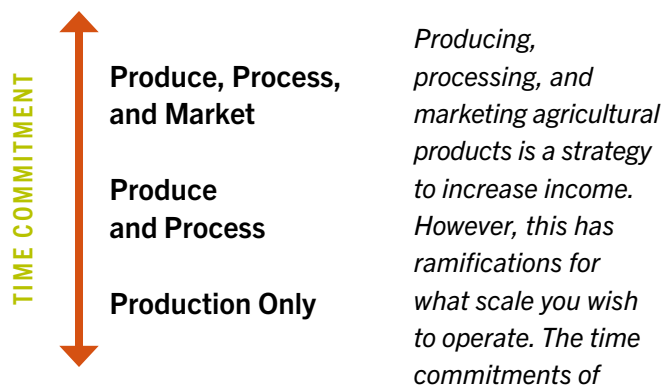 TIME COMMITMENT
Produce, Process,
and Market
Produce
and Process
Production Only
Producing,
processing, and
marketing agricultural
products is a strategy
to increase income.
However, this has
ramifications for
what scale you wish
to operate. The time
commitments of